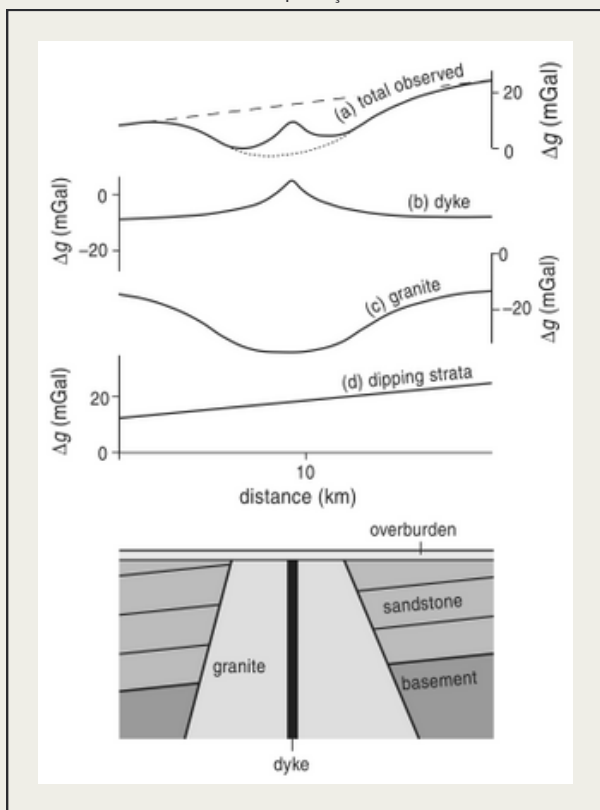 (a) total observed
20
0
Δg (mGal)
0
–20
Δg (mGal)
(b) dyke
0
–20
Δg (mGal)
(c) granite
20
0
Δg (mGal)
(d) dipping strata
10
distance (km)
overburden
sandstone
granite
basement
dyke